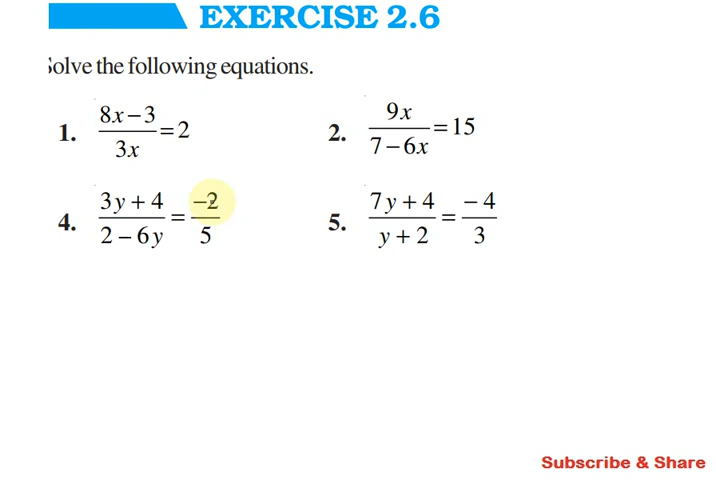 EXERCISE 2.6
Solve the following equations.
1. (8x − 3)/(3x) = 2
2. (9x)/(7 − 6x) = 15
4. (3y + 4)/(2 − 6y) = (−2)/5
5. (7y + 4)/(y + 2) = (−4)/3
Subscribe & Share